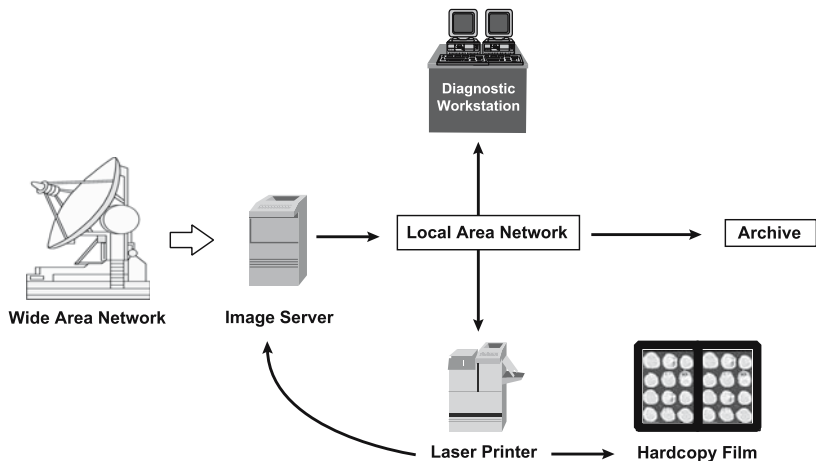 Diagnostic
Workstation
Local Area Network
Archive
Wide Area Network
Image Server
Laser Printer
Hardcopy Film